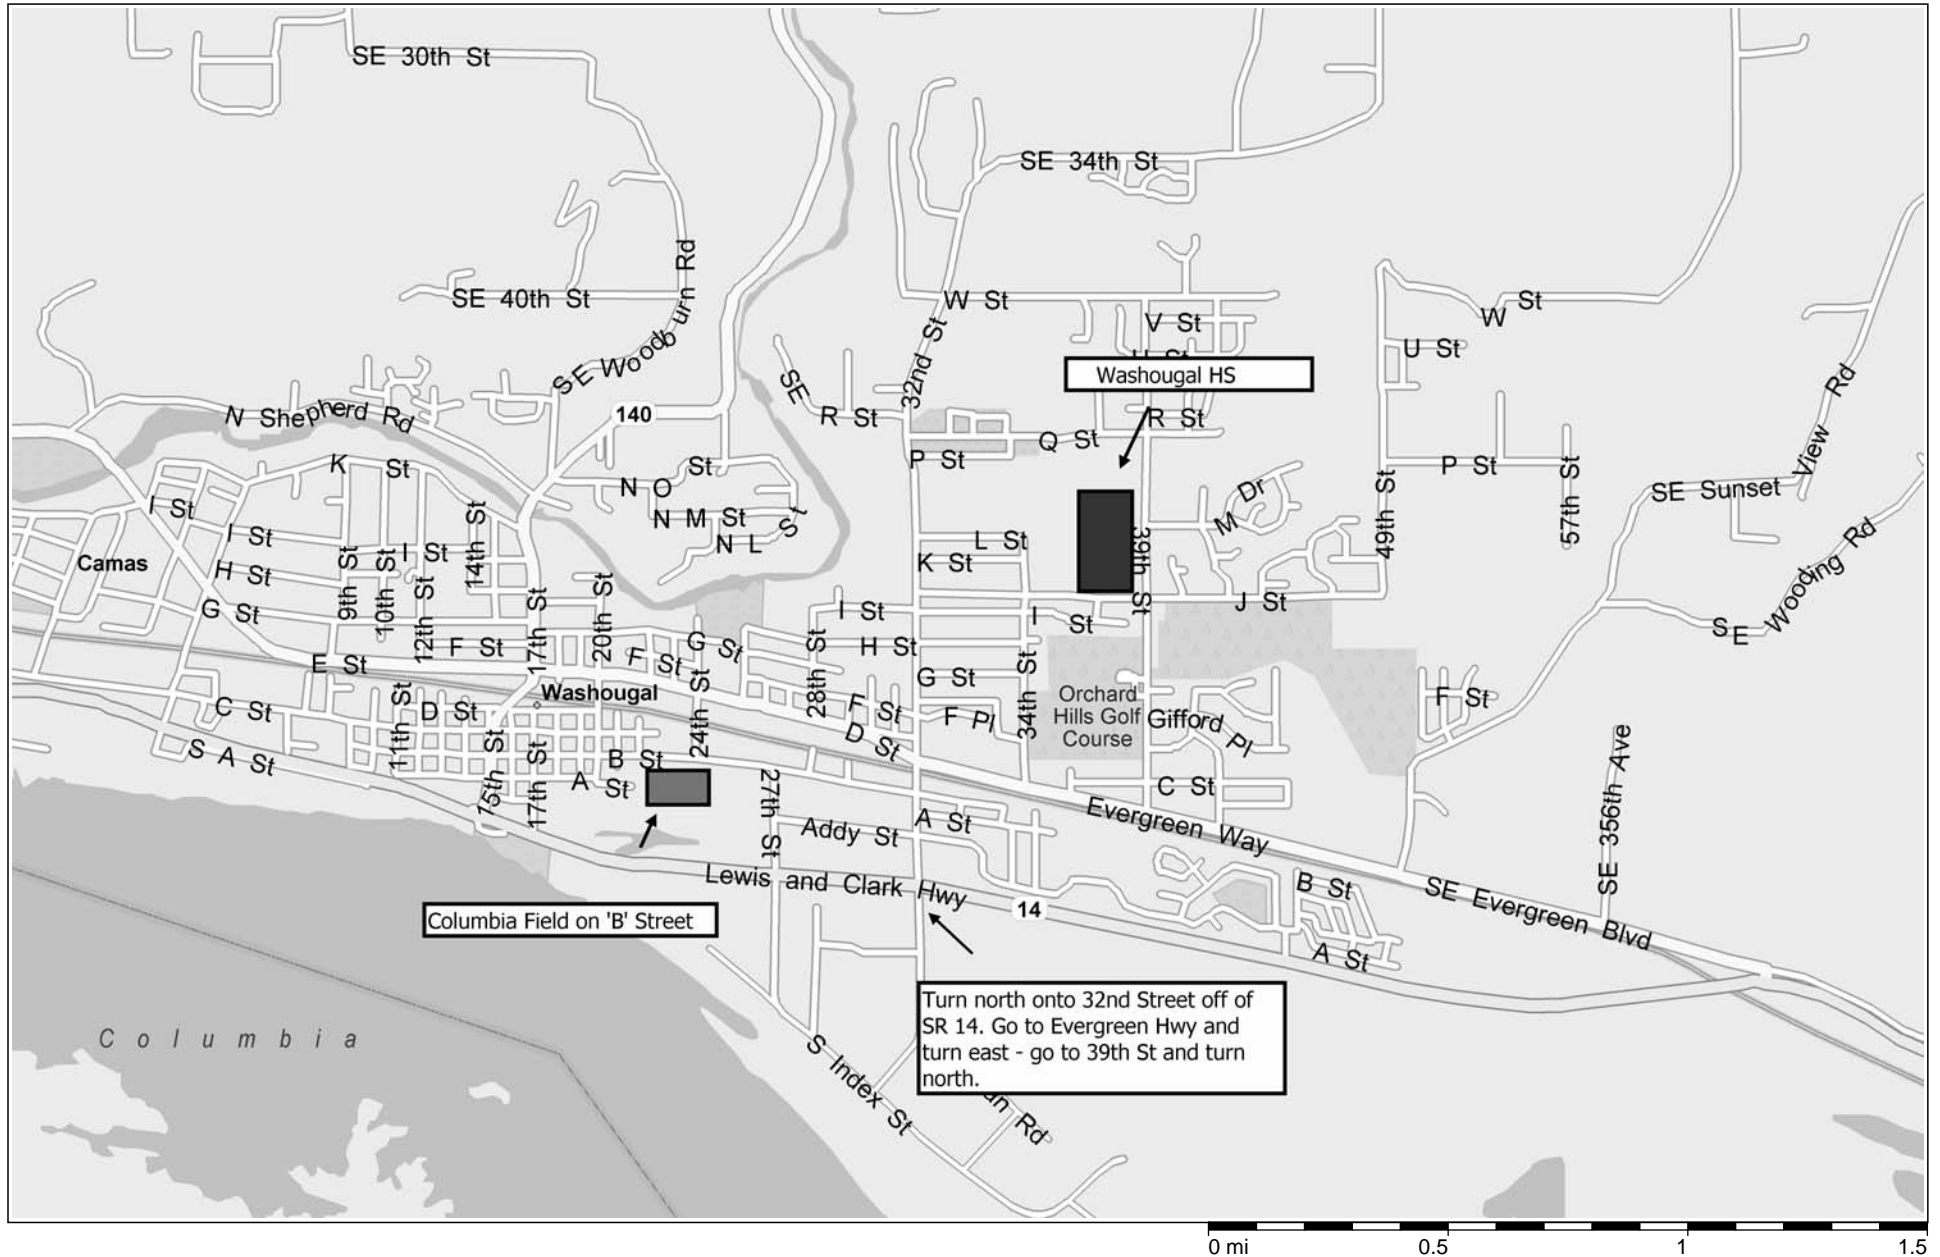 SE 30th St
SE 34th St
SE Woodburn Rd
SE 40th St
W St
W St
V St
32nd St
U St
Washougal HS
SE
R St
R St
N Shepherd Rd
140
Q St
P St
P St
View Rd
SE Sunset
K St
N O St
N M St
N L St
M Dr
49th St
57th St
I St
I St
I St
14th St
L St
K St
39th St
Camas
H St
9th St
10th St
12th St
G St
17th St
20th St
I St
I St
J St
SE Wooding Rd
F St
E St
F St
G St
24th St
28th St
H St
G St
34th St
Washougal
C St
11th St
D St
F St
F Pl
D St
Orchard
Hills Golf
Course
Gifford Pl
F St
S A St
15th St
17th St
B St
A St
27th St
C St
SE 356th Ave
Addy St
A St
Evergreen Way
Lewis and Clark Hwy
14
B St
SE Evergreen Blvd
A St
Columbia Field on 'B' Street
Turn north onto 32nd Street off of
SR 14. Go to Evergreen Hwy and
turn east - go to 39th St and turn
north.
Columbia
S Index St
Rd
0 mi 0.5 1 1.5